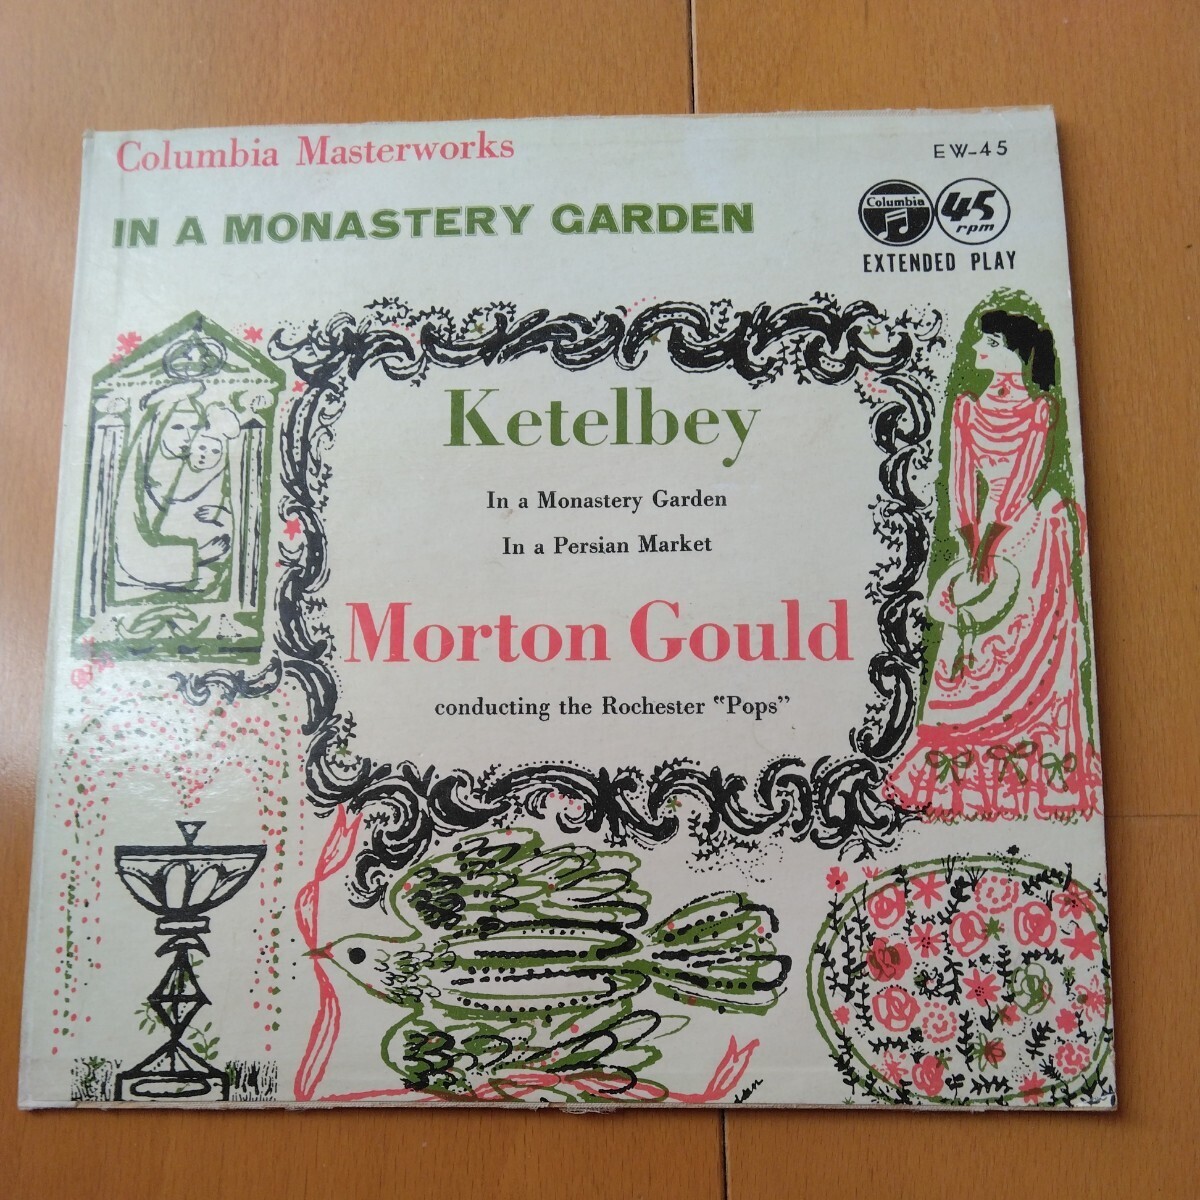 Columbia Masterworks
EW-45
IN A MONASTERY GARDEN
Columbia
45
rpm
EXTENDED PLAY
Ketelbey
In a Monastery Garden
In a Persian Market
Morton Gould
conducting the Rochester "Pops"